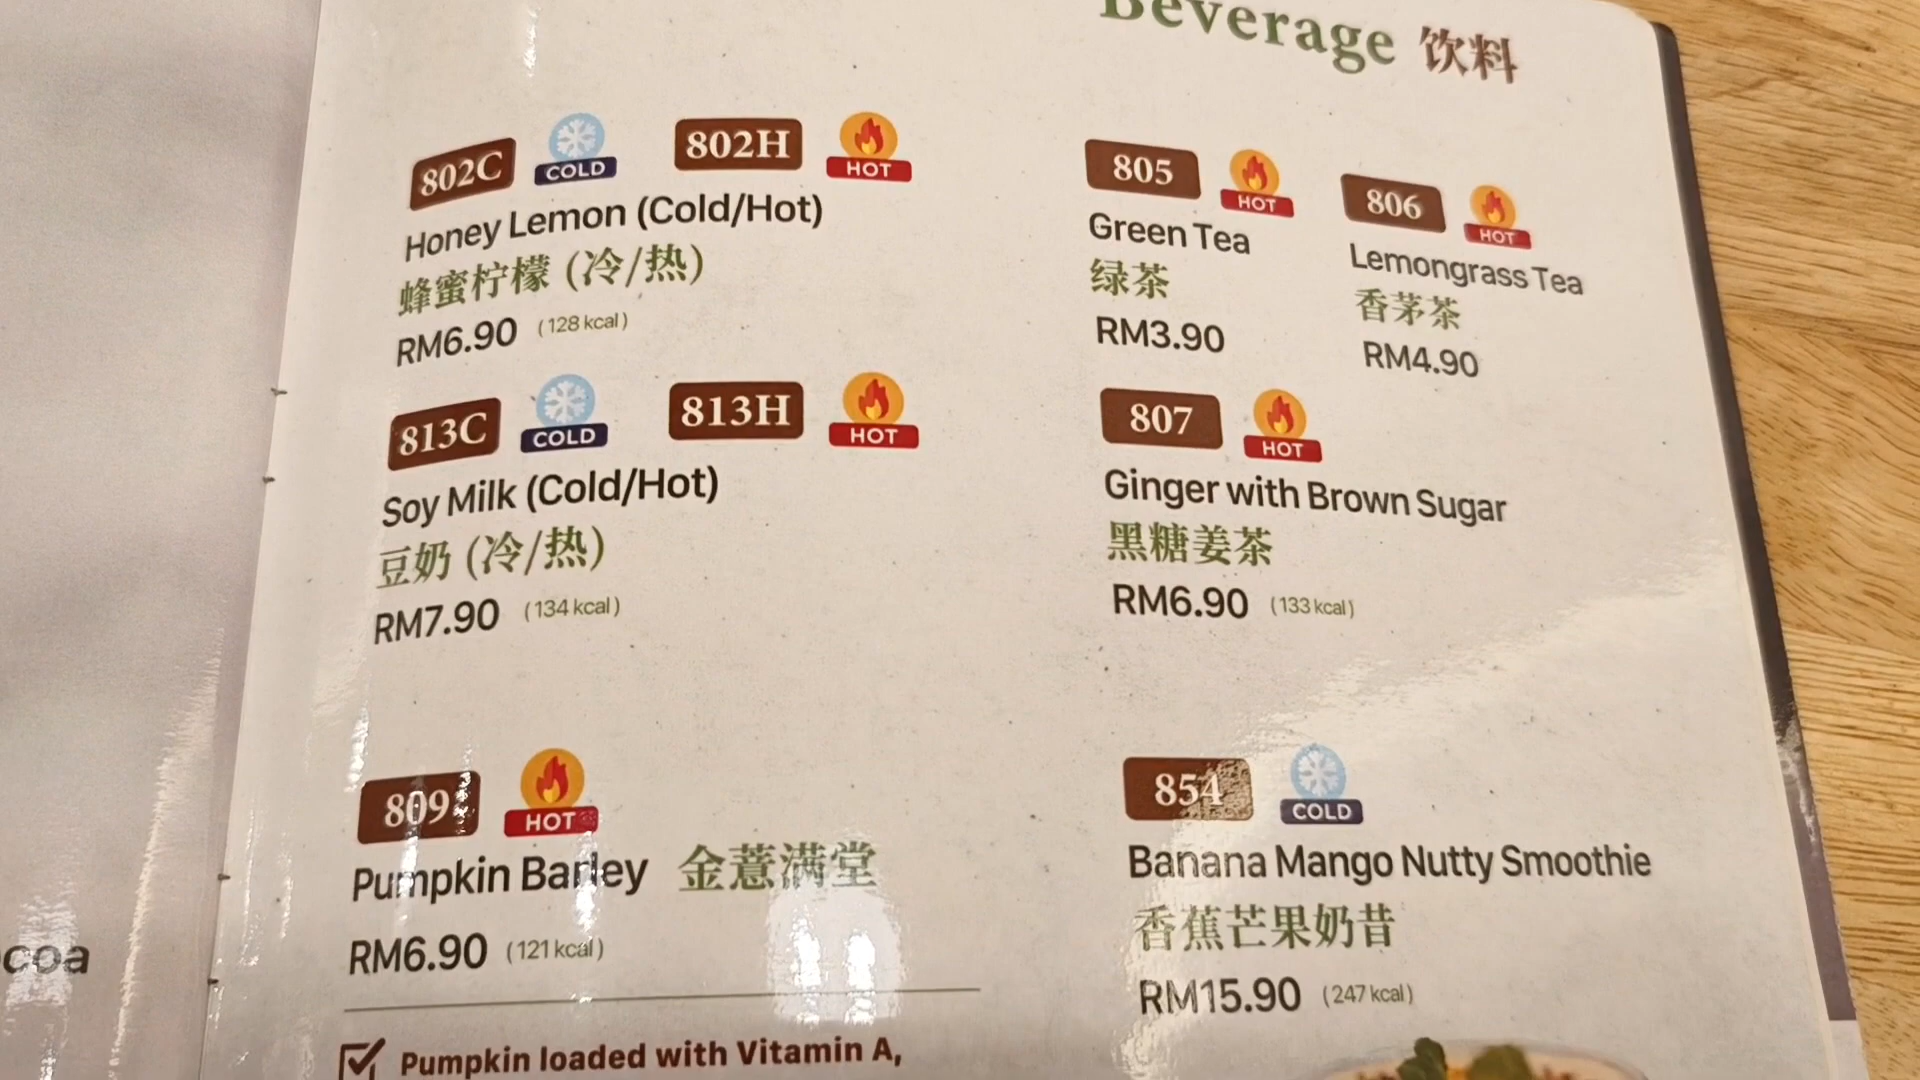 Beverage 饮料
802C COLD 802H HOT
Honey Lemon (Cold/Hot)
蜂蜜柠檬 (冷/热)
RM6.90 (128 kcal)
813C COLD 813H HOT
Soy Milk (Cold/Hot)
豆奶 (冷/热)
RM7.90 (134 kcal)
809 HOT
Pumpkin Barley 金薏满堂
RM6.90 (121 kcal)
Pumpkin loaded with Vitamin A,
805 HOT
Green Tea
绿茶
RM3.90
806 HOT
Lemongrass Tea
香茅茶
RM4.90
807 HOT
Ginger with Brown Sugar
黑糖姜茶
RM6.90 (133 kcal)
854 COLD
Banana Mango Nutty Smoothie
香蕉芒果奶昔
RM15.90 (247 kcal)